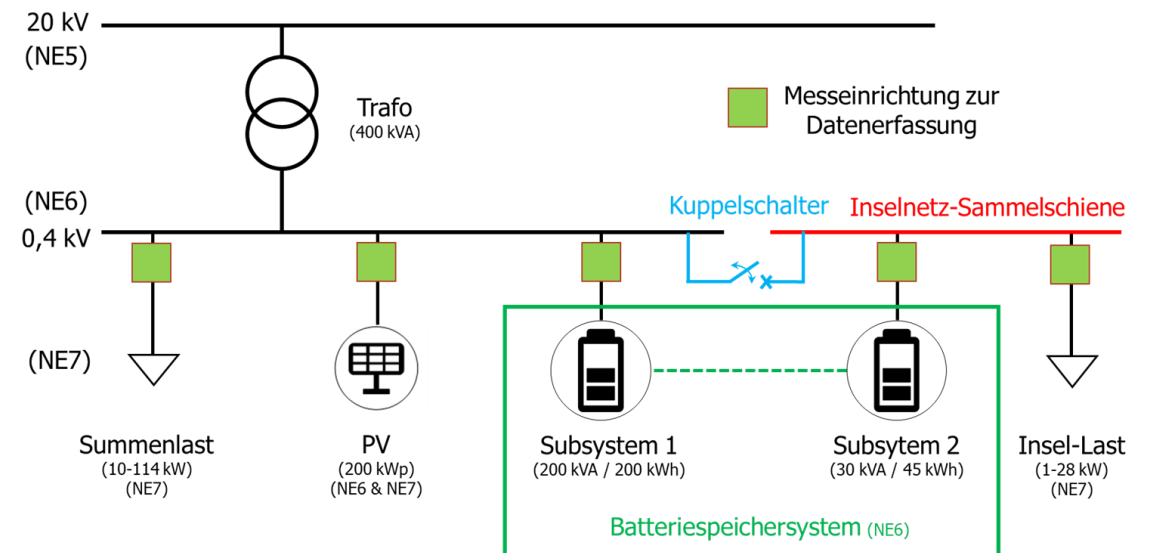 20 kV
(NE5)
Trafo
(400 kVA)
Messeinrichtung zur
Datenerfassung
(NE6)
0,4 kV
Kuppelschalter
Inselnetz-Sammelschiene
(NE7)
Summenlast
(10-114 kW)
(NE7)
PV
(200 kWp)
(NE6 & NE7)
Subsystem 1
(200 kVA / 200 kWh)
Subsytem 2
(30 kVA / 45 kWh)
Insel-Last
(1-28 kW)
(NE7)
Batteriespeichersystem (NE6)